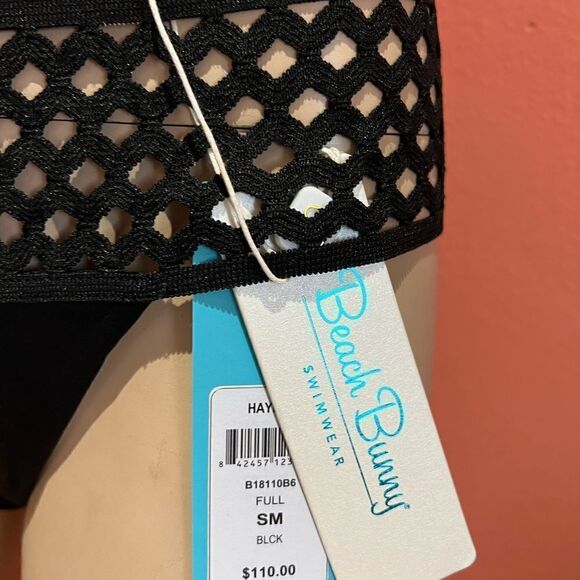 Beach Bunny®
SWIMWEAR
HAY
8 42457 123
B18110B6
FULL
SM
BLCK
$110.00